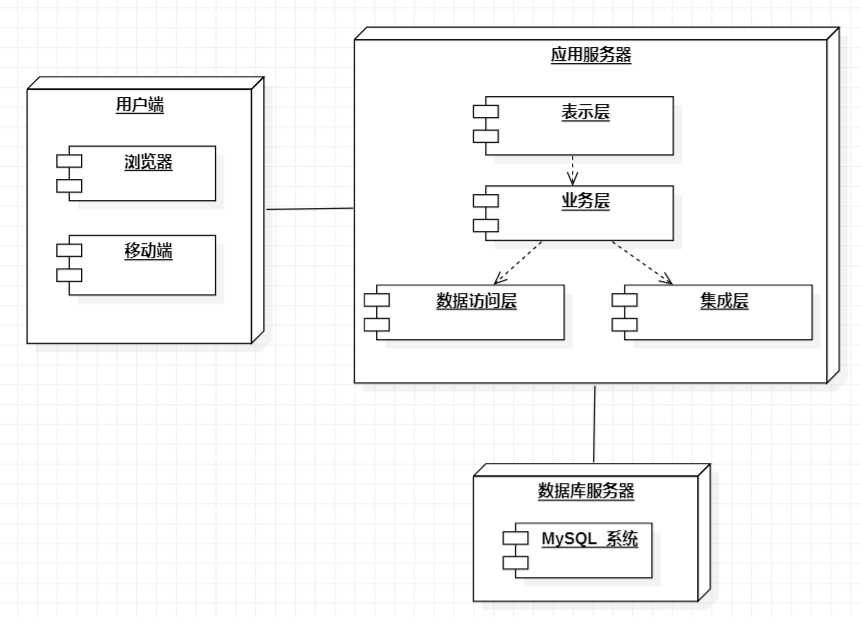 用户端
浏览器
移动端
应用服务器
表示层
业务层
数据访问层
集成层
数据库服务器
MySQL 系统